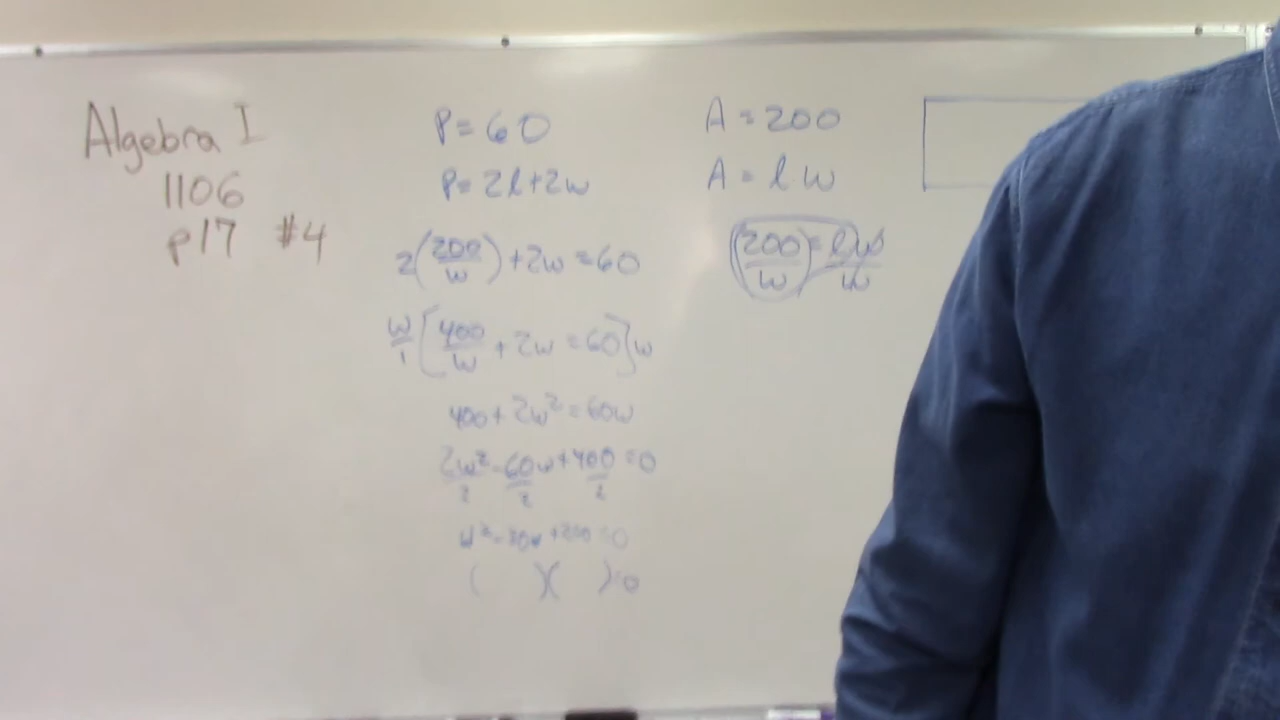 Algebra I
1106
p17 #4
P = 60
P = 2l + 2w
2(200/w) + 2w = 60
w/1 [400/w + 2w = 60] w
400 + 2w² = 60w
2w²/2 - 60w/2 + 400/2 = 0
w² - 30w + 200 = 0
( )( ) = 0
A = 200
A = l w
200/w = lw/w